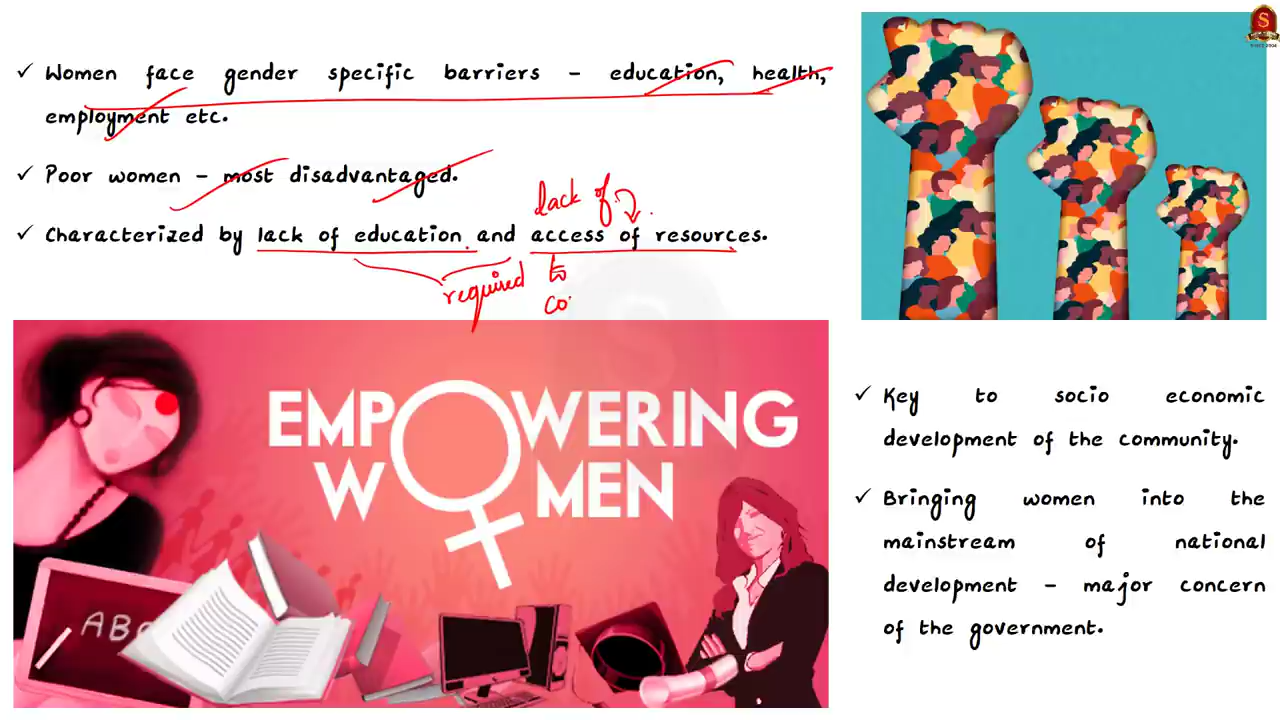 ✓ Women face gender specific barriers – education, health,
employment etc.
✓ Poor women – most disadvantaged.
lack of
✓ Characterized by lack of education and access of resources.
required to
co
EMPOWERING
WOMEN
ABC
✓ Key to socio economic
development of the community.
✓ Bringing women into the
mainstream of national
development – major concern
of the government.
S